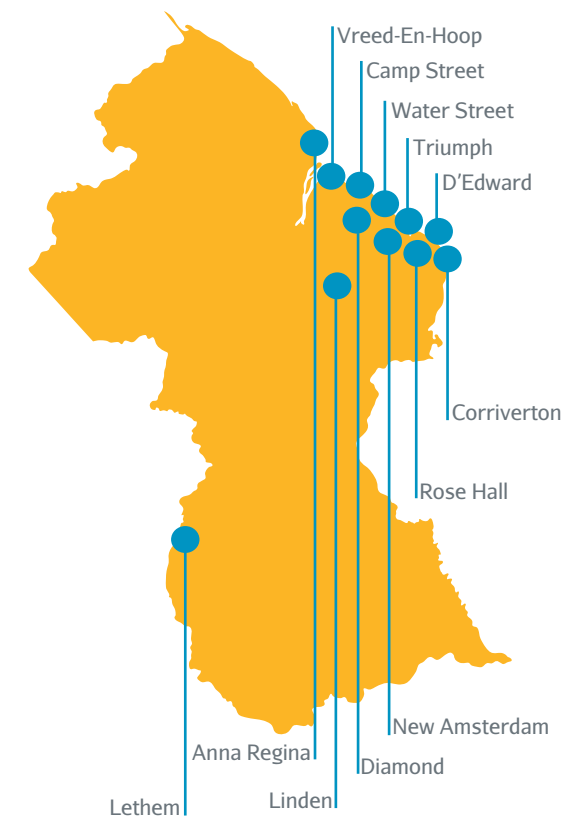 Vreed-En-Hoop
Camp Street
Water Street
Triumph
D'Edward
Corriverton
Rose Hall
New Amsterdam
Anna Regina
Diamond
Linden
Lethem